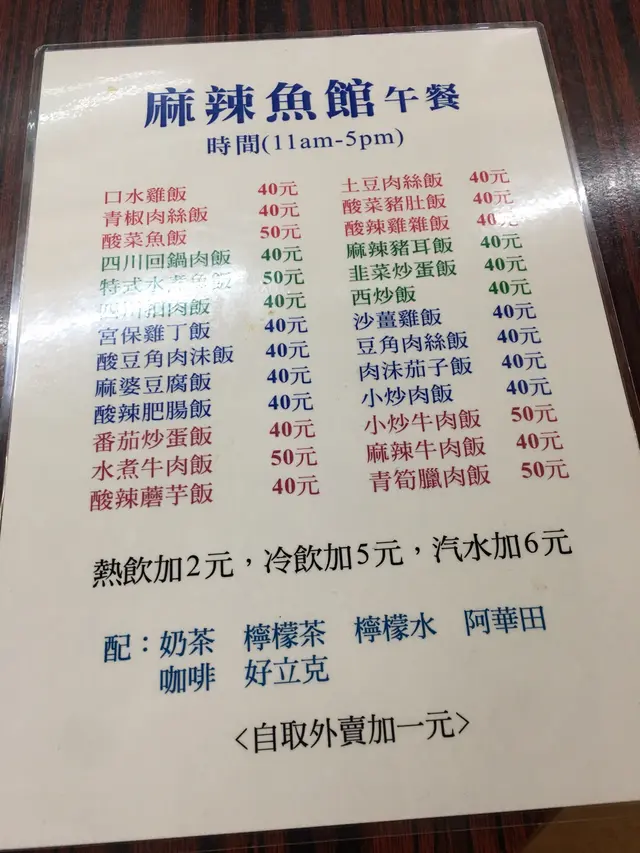 麻辣魚館午餐
時間(11am-5pm)
口水雞飯 40元
青椒肉絲飯 40元
酸菜魚飯 50元
四川回鍋肉飯 40元
特式水煮魚飯 50元
四川扣肉飯 40元
宮保雞丁飯 40元
酸豆角肉沫飯 40元
麻婆豆腐飯 40元
酸辣肥腸飯 40元
番茄炒蛋飯 40元
水煮牛肉飯 50元
酸辣蘑芋飯 40元
土豆肉絲飯 40元
酸菜豬肚飯 40元
酸辣雞雜飯 40元
麻辣豬耳飯 40元
韭菜炒蛋飯 40元
西炒飯 40元
沙薑雞飯 40元
豆角肉絲飯 40元
肉沫茄子飯 40元
小炒肉飯 40元
小炒牛肉飯 50元
麻辣牛肉飯 40元
青筍臘肉飯 50元
熱飲加2元，冷飲加5元，汽水加6元
配：奶茶 檸檬茶 檸檬水 阿華田
咖啡 好立克
<自取外賣加一元>